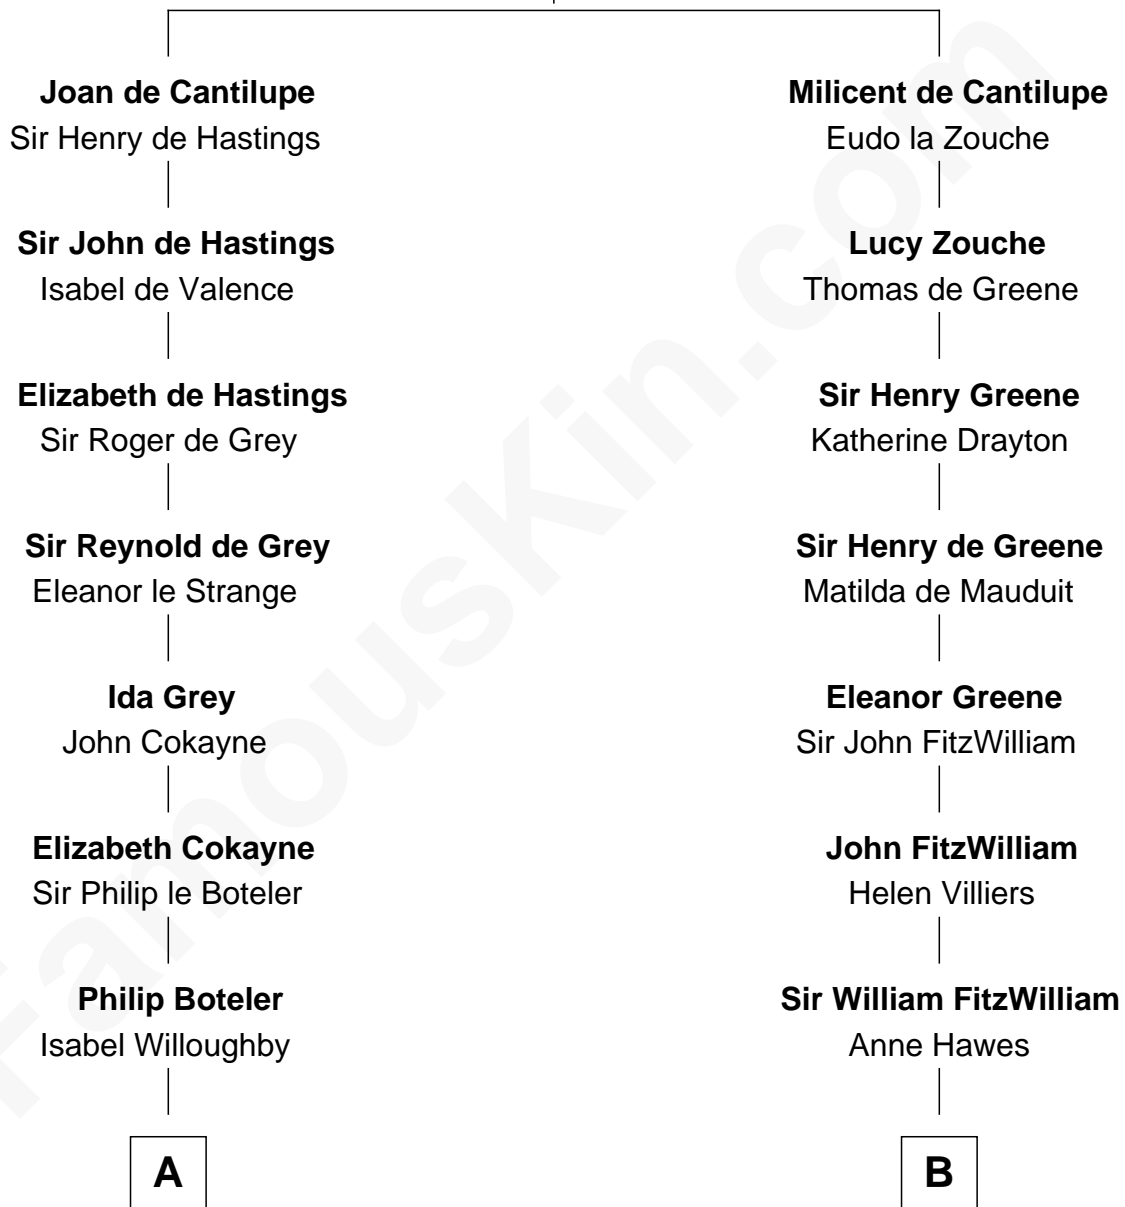 Joan de Cantilupe
Sir Henry de Hastings
Sir John de Hastings
Isabel de Valence
Elizabeth de Hastings
Sir Roger de Grey
Sir Reynold de Grey
Eleanor le Strange
Ida Grey
John Cokayne
Elizabeth Cokayne
Sir Philip le Boteler
Philip Boteler
Isabel Willoughby
A
Milicent de Cantilupe
Eudo la Zouche
Lucy Zouche
Thomas de Greene
Sir Henry Greene
Katherine Drayton
Sir Henry de Greene
Matilda de Mauduit
Eleanor Greene
Sir John FitzWilliam
John FitzWilliam
Helen Villiers
Sir William FitzWilliam
Anne Hawes
B
FamousKin.com